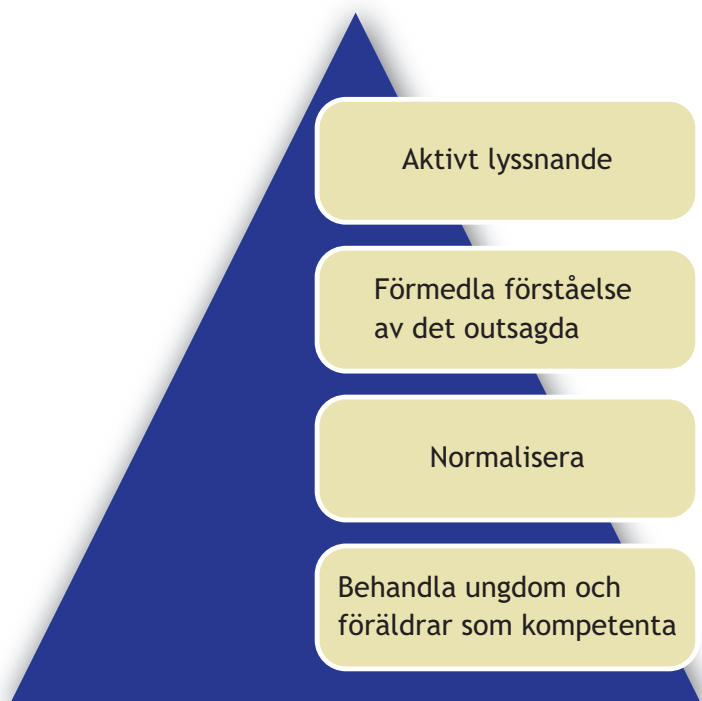 Aktivt lyssnande
Förmedla förståelse
av det outsagda
Normalisera
Behandla ungdom och
föräldrar som kompetenta